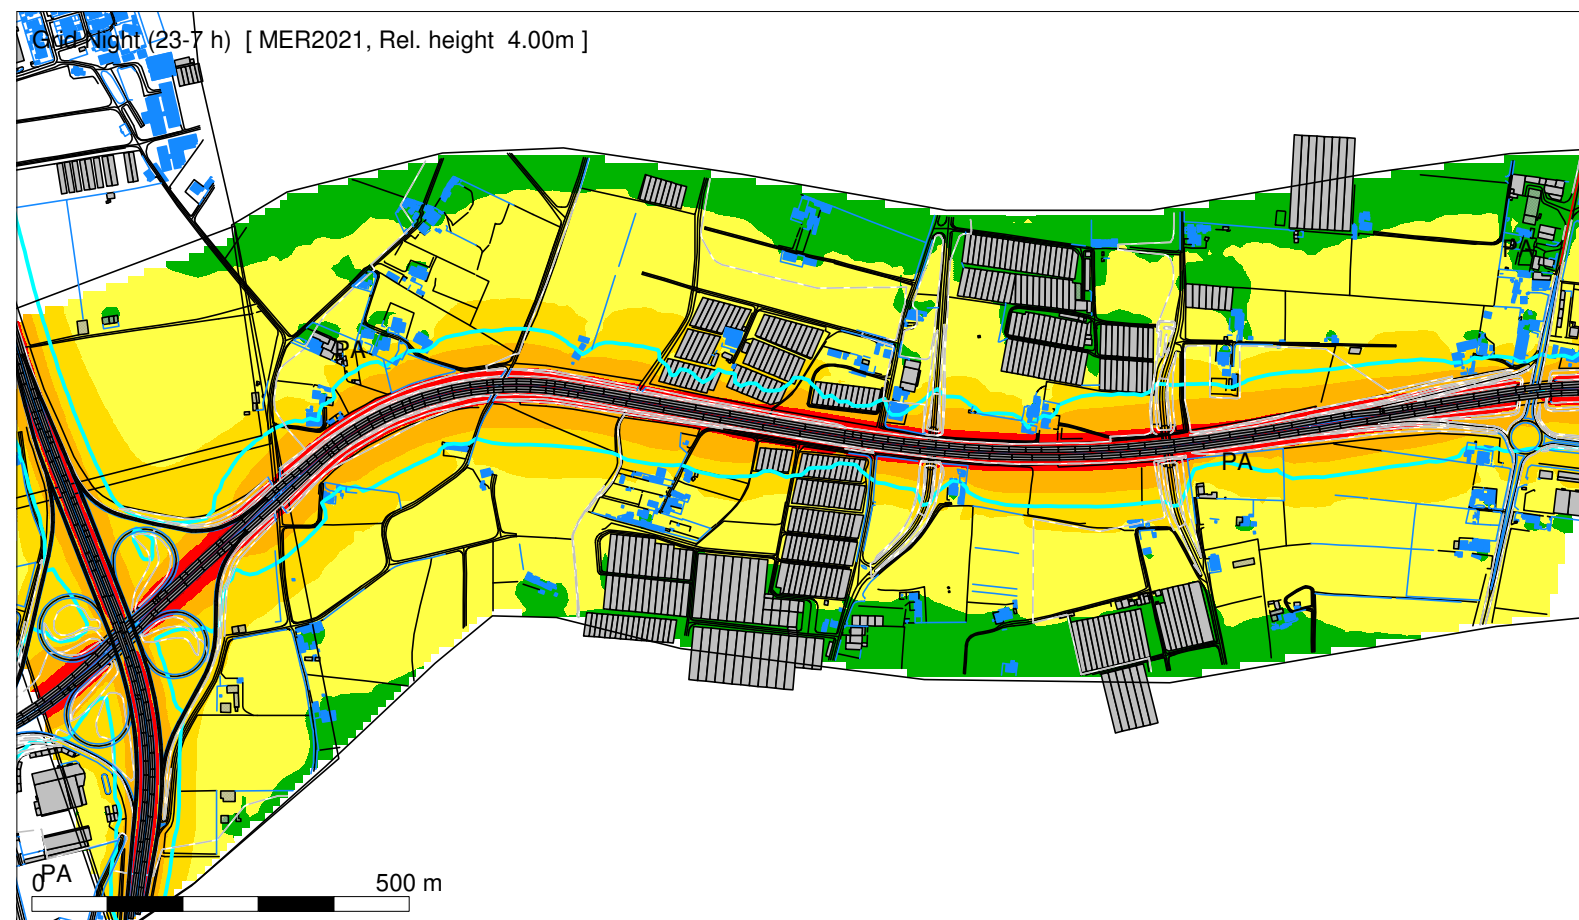 Grid Night (23-7 h) [ MER2021, Rel. height 4.00m ]
PA
PA
PA
PA
0
500 m